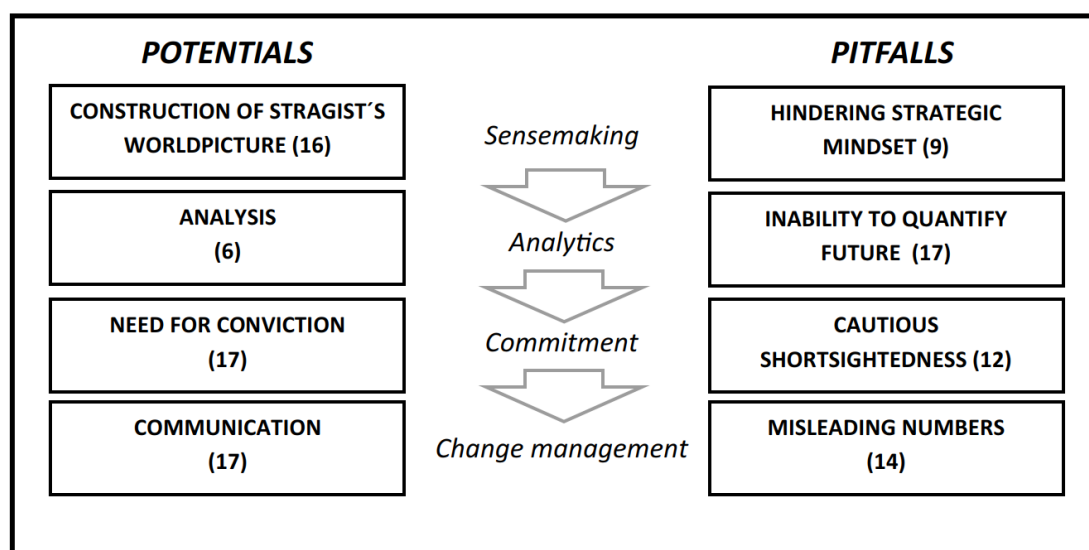 POTENTIALS
CONSTRUCTION OF STRAGIST´S
WORLDPICTURE (16)
ANALYSIS
(6)
NEED FOR CONVICTION
(17)
COMMUNICATION
(17)
Sensemaking
Analytics
Commitment
Change management
PITFALLS
HINDERING STRATEGIC
MINDSET (9)
INABILITY TO QUANTIFY
FUTURE (17)
CAUTIOUS
SHORTSIGHTEDNESS (12)
MISLEADING NUMBERS
(14)